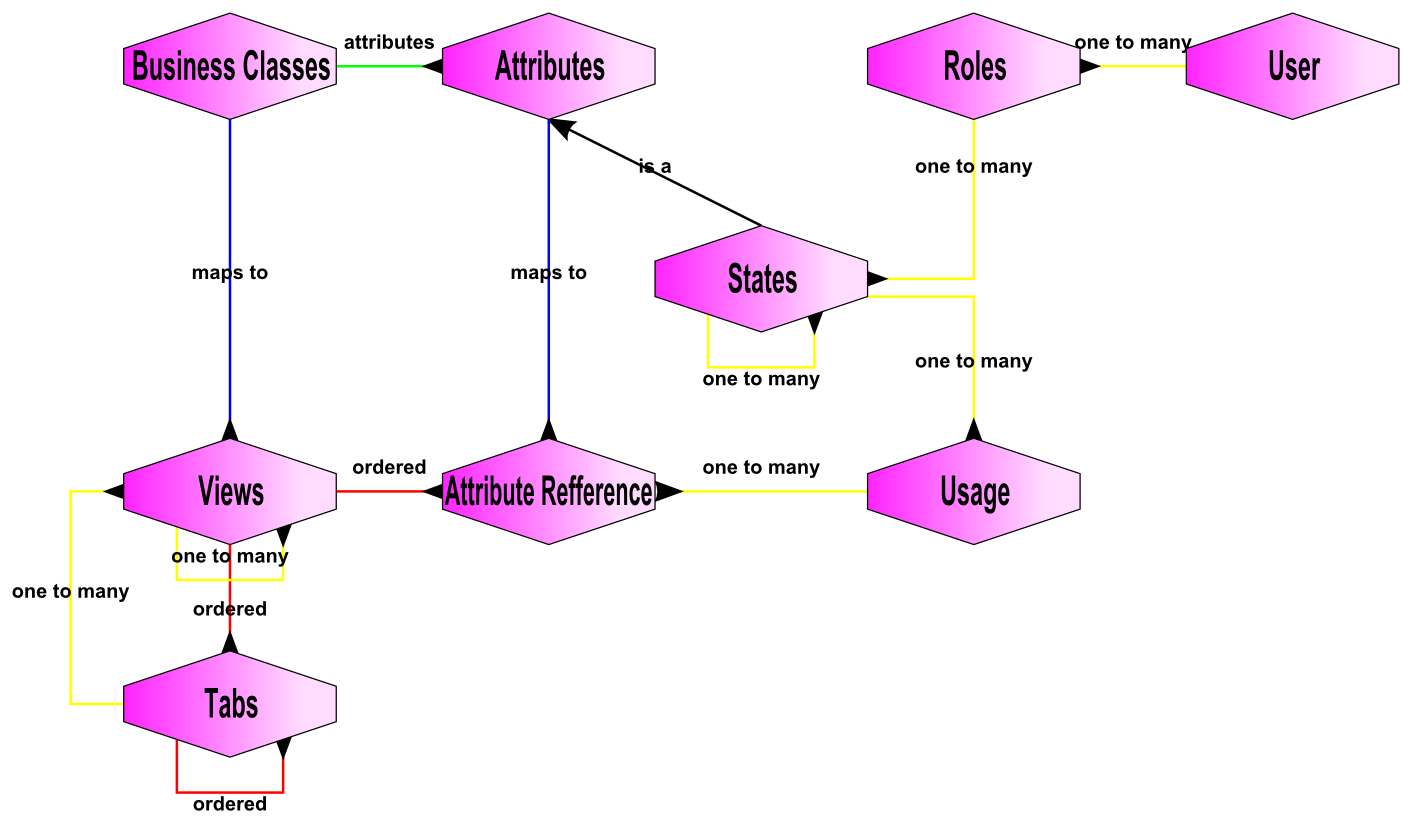 Business Classes
attributes
Attributes
Roles
one to many
User
is a
one to many
maps to
maps to
States
one to many
one to many
Views
ordered
Attribute Refference
one to many
Usage
one to many
one to many
ordered
Tabs
ordered